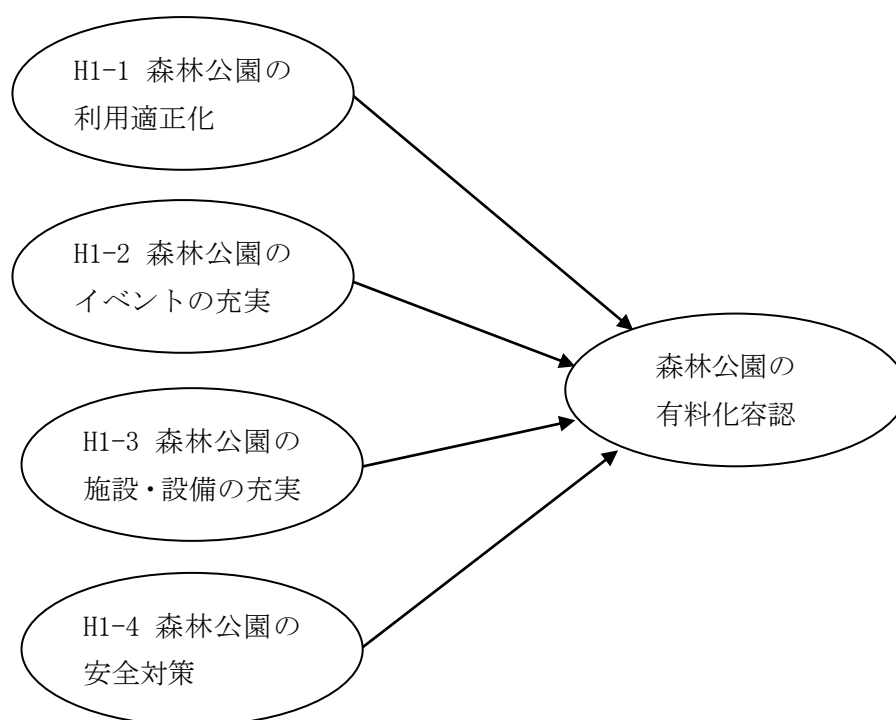 H1-1 森林公園の
利用適正化
H1-2 森林公園の
イベントの充実
H1-3 森林公園の
施設・設備の充実
H1-4 森林公園の
安全対策
森林公園の
有料化容認